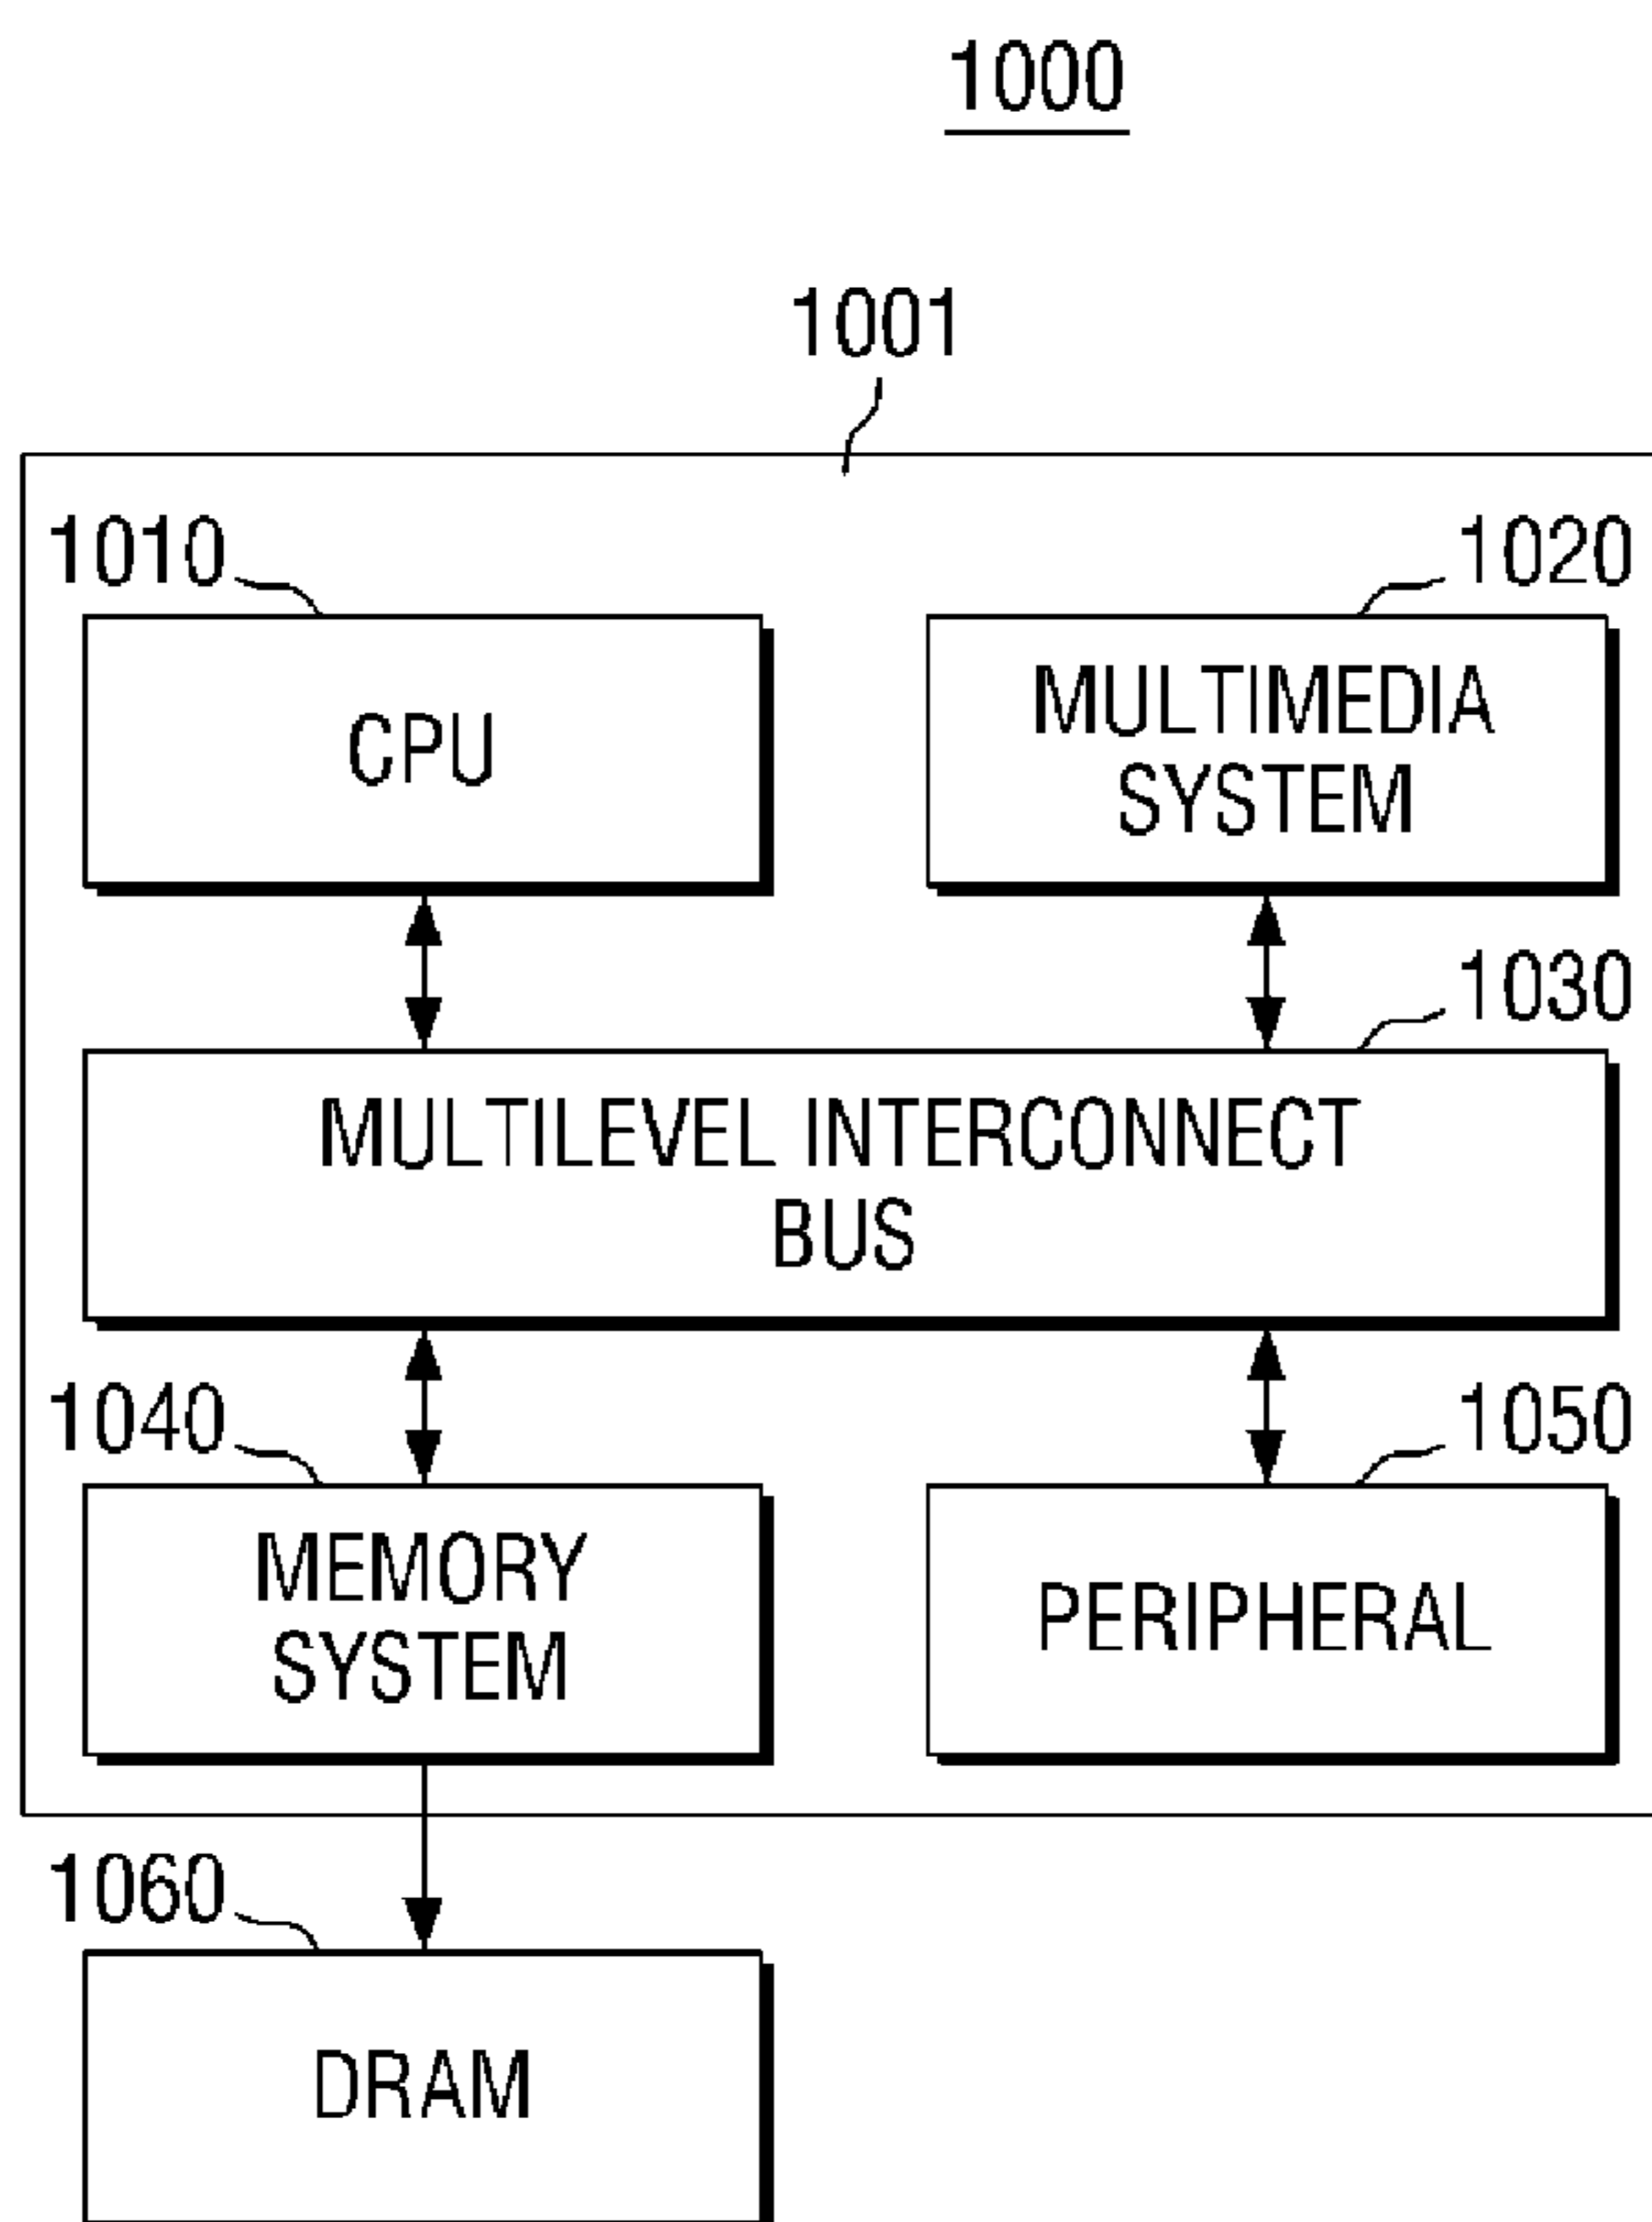 1000
1001
1010
1020
CPU
MULTIMEDIA
SYSTEM
1030
MULTILEVEL INTERCONNECT
BUS
1040
1050
MEMORY
SYSTEM
PERIPHERAL
1060
DRAM